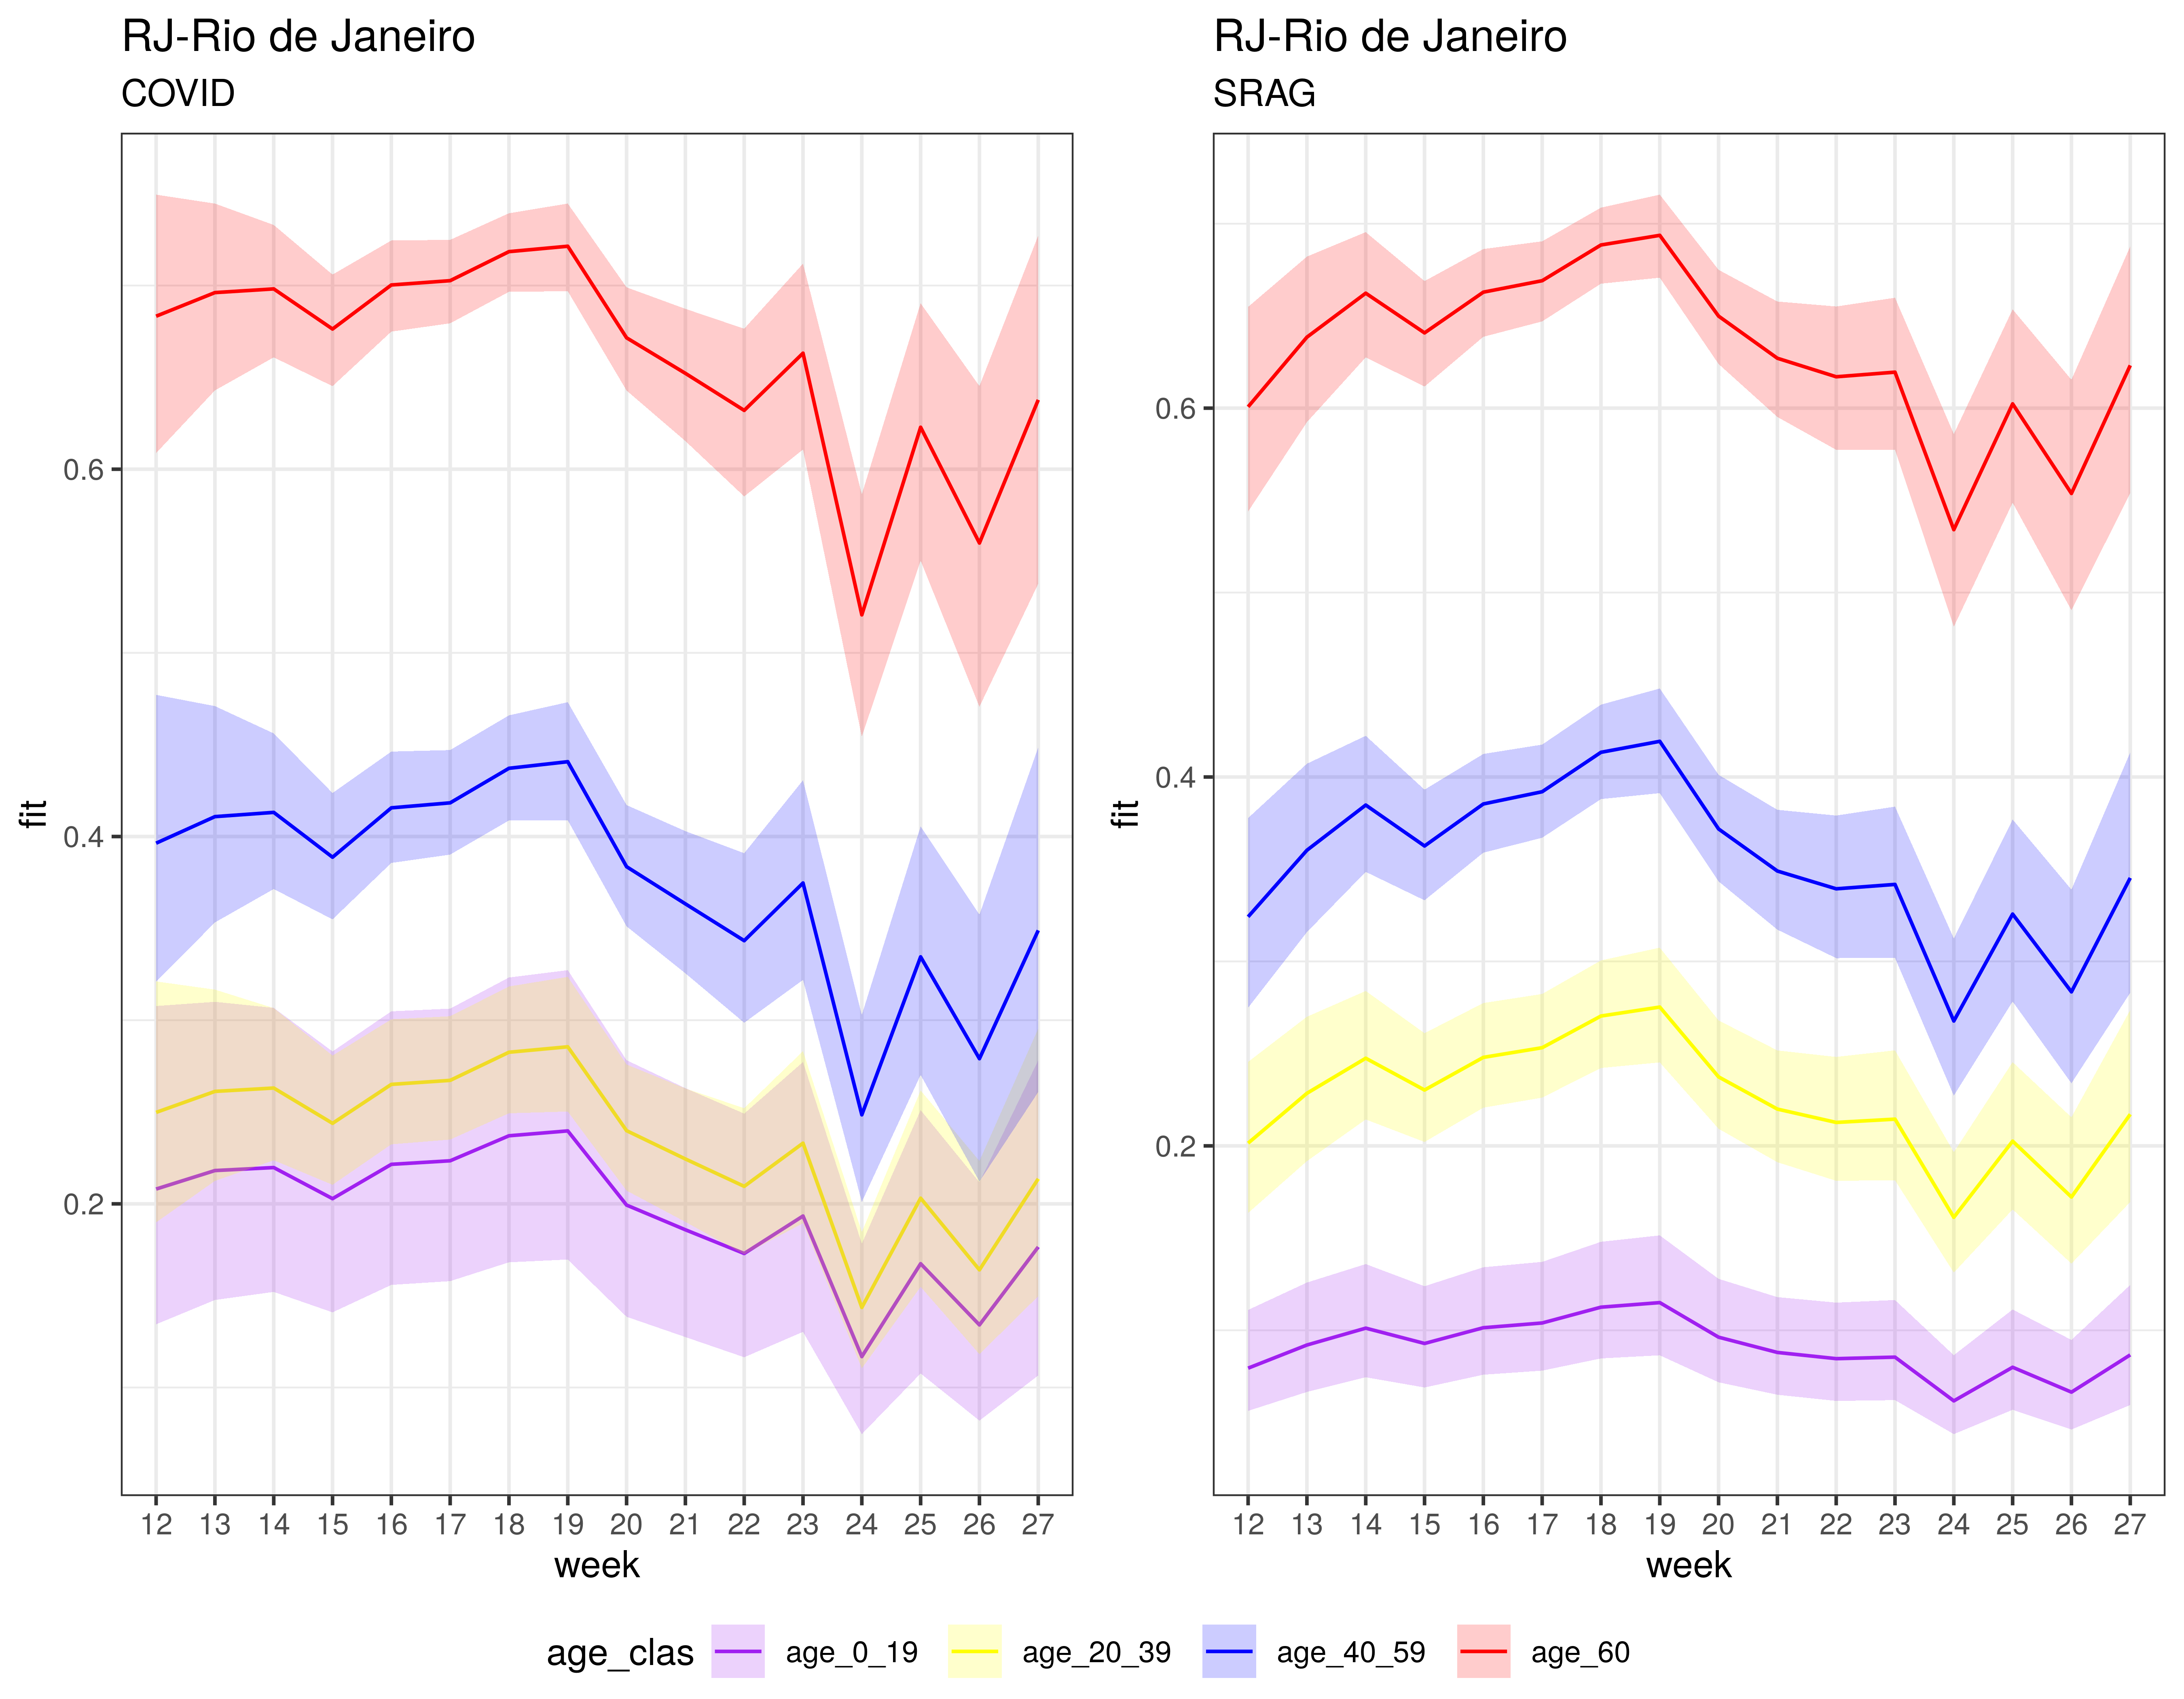 RJ-Rio de Janeiro
COVID
fit
0.6
0.4
0.2
12 13 14 15 16 17 18 19 20 21 22 23 24 25 26 27
week
RJ-Rio de Janeiro
SRAG
fit
0.6
0.4
0.2
12 13 14 15 16 17 18 19 20 21 22 23 24 25 26 27
week
age_clas age_0_19 age_20_39 age_40_59 age_60